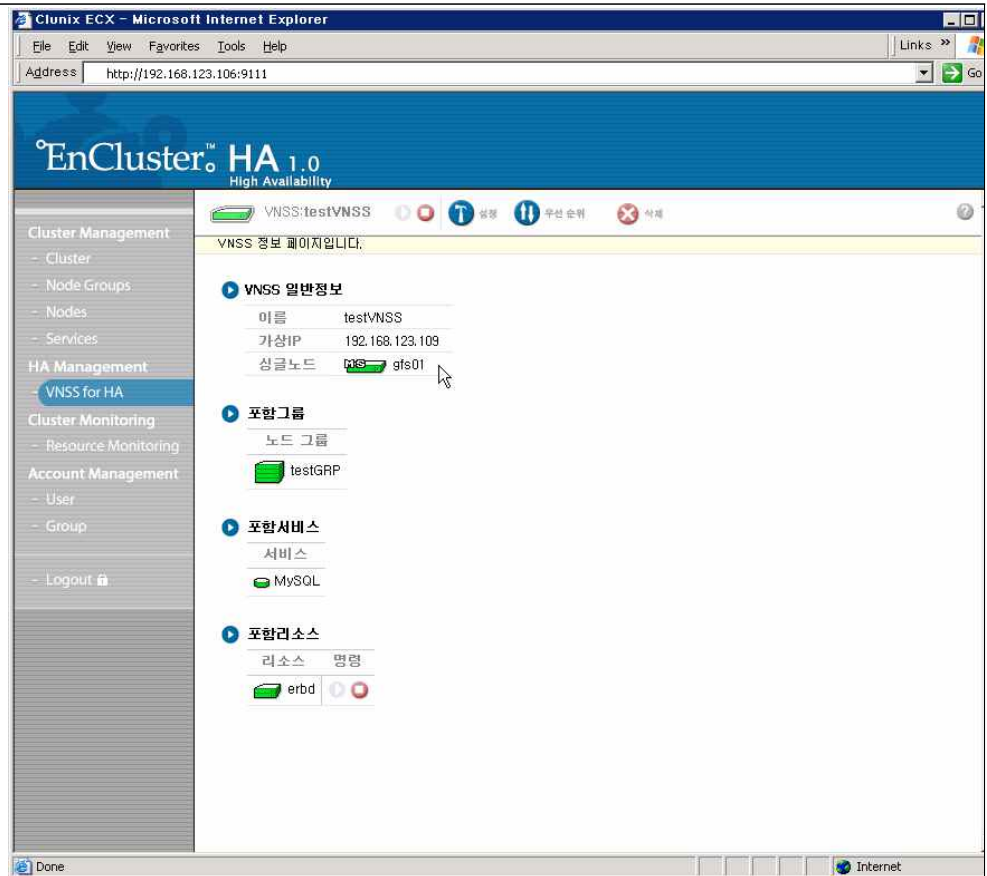 Clunix ECX - Microsoft Internet Explorer
File Edit View Favorites Tools Help
Links »
Address http://192.168.123.106:9111
Go
°EnCluster™ HA 1.0
High Availability
VNSS:testVNSS 설정 우선 순위 삭제
VNSS 정보 페이지입니다.
Cluster Management
- Cluster
- Node Groups
- Nodes
- Services
HA Management
- VNSS for HA
Cluster Monitoring
- Resource Monitoring
Account Management
- User
- Group
- Logout
VNSS 일반정보
이름 testVNSS
가상IP 192.168.123.109
싱글노드 MS gfs01
포함그룹
노드 그룹
testGRP
포함서비스
서비스
MySQL
포함리소스
리소스 명령
erbd
Done
Internet